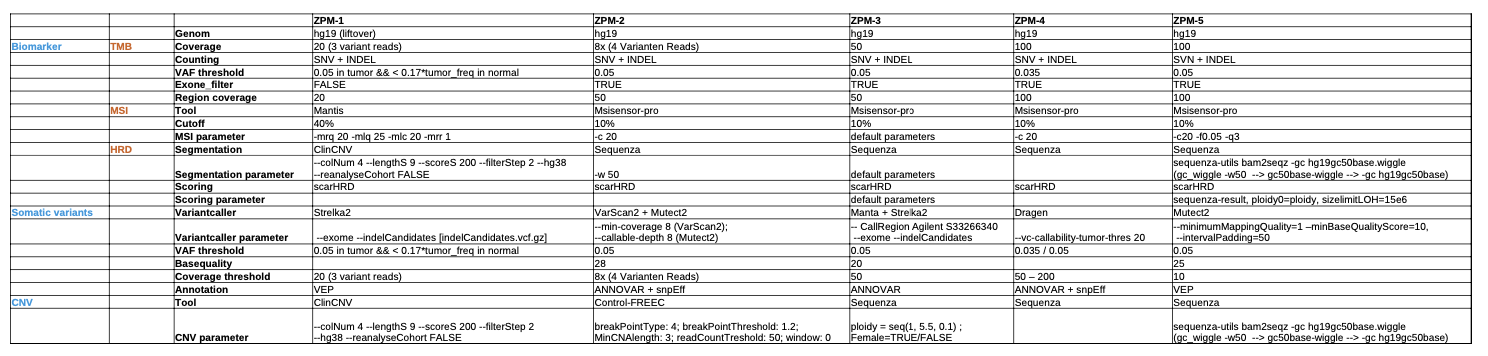 ZPM-1 ZPM-2 ZPM-3 ZPM-4 ZPM-5
Genom hg19 (liftover) hg19 hg19 hg19 hg19
Biomarker TMB Coverage 20 (3 variant reads) 8x (4 Varianten Reads) 50 100 100
Counting SNV + INDEL SNV + INDEL SNV + INDEL SNV + INDEL SVN + INDEL
VAF threshold 0.05 in tumor && < 0.17*tumor_freq in normal 0.05 0.05 0.035 0.05
Exone_filter FALSE TRUE TRUE TRUE TRUE
Region coverage 20 50 50 100 100
MSI Tool Mantis Msisensor-pro Msisensor-pro Msisensor-pro Msisensor-pro
Cutoff 40% 10% 10% 10% 10%
MSI parameter -mrq 20 -mlq 25 -mlc 20 -mrr 1 -c 20 default parameters -c 20 -c20 -f0.05 -q3
HRD Segmentation ClinCNV Sequenza Sequenza Sequenza Sequenza
--colNum 4 --lengthS 9 --scoreS 200 --filterStep 2 --hg38 sequenza-utils bam2seqz -gc hg19gc50base.wiggle
Segmentation parameter --reanalyseCohort FALSE -w 50 default parameters (gc_wiggle -w50 --> gc50base-wiggle --> -gc hg19gc50base)
Scoring scarHRD scarHRD scarHRD scarHRD scarHRD
Scoring parameter default parameters sequenza-result, ploidy0=ploidy, sizelimitLOH=15e6
Somatic variants Variantcaller Strelka2 VarScan2 + Mutect2 Manta + Strelka2 Dragen Mutect2
--min-coverage 8 (VarScan2); -- CallRegion Agilent S33266340 --minimumMappingQuality=1 –minBaseQualityScore=10,
Variantcaller parameter --exome --indelCandidates [indelCandidates.vcf.gz] --callable-depth 8 (Mutect2) --exome --indelCandidates --vc-callability-tumor-thres 20 --intervalPadding=50
VAF threshold 0.05 in tumor && < 0.17*tumor_freq in normal 0.05 0.05 0.035 / 0.05 0.05
Basequality 28 20 25
Coverage threshold 20 (3 variant reads) 8x (4 Varianten Reads) 50 50 – 200 10
Annotation VEP ANNOVAR + snpEff ANNOVAR ANNOVAR + snpEff VEP
CNV Tool ClinCNV Control-FREEC Sequenza Sequenza Sequenza
--colNum 4 --lengthS 9 --scoreS 200 --filterStep 2 breakPointType: 4; breakPointThreshold: 1.2; ploidy = seq(1, 5.5, 0.1) ; sequenza-utils bam2seqz -gc hg19gc50base.wiggle
CNV parameter --hg38 --reanalyseCohort FALSE MinCNAlength: 3; readCountTreshold: 50; window: 0 Female=TRUE/FALSE (gc_wiggle -w50 --> gc50base-wiggle --> -gc hg19gc50base)